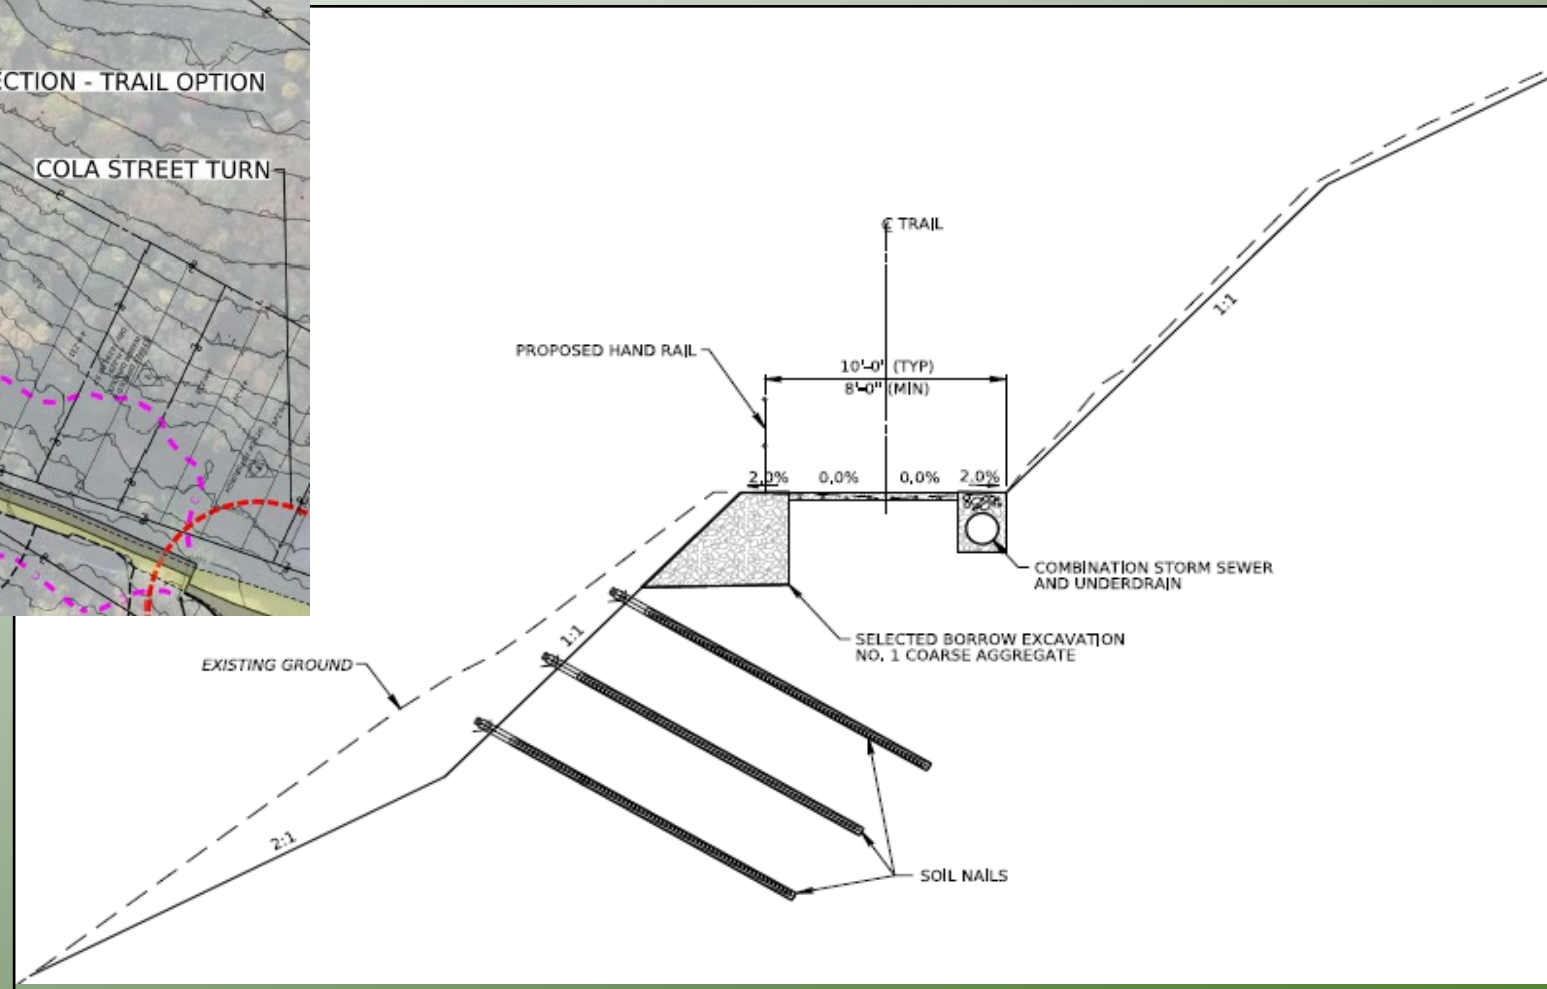 ECTION - TRAIL OPTION
COLA STREET TURN
℄ TRAIL
PROPOSED HAND RAIL
10'-0" (TYP)
8'-0" (MIN)
2.0%
0.0%
0.0%
2.0%
1:1
COMBINATION STORM SEWER
AND UNDERDRAIN
SELECTED BORROW EXCAVATION
NO. 1 COARSE AGGREGATE
1:1
EXISTING GROUND
2:1
SOIL NAILS